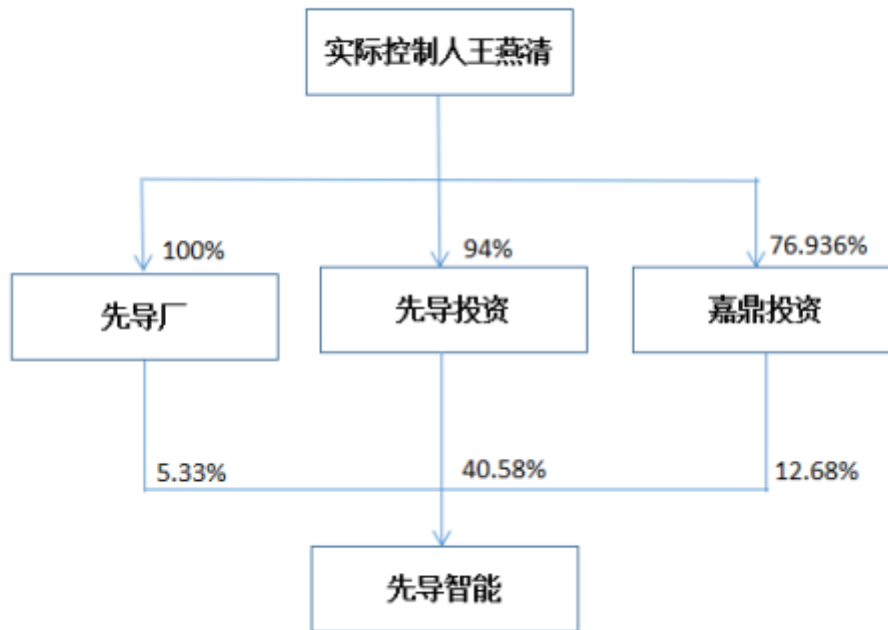 实际控制人王燕清
100%
94%
76.936%
先导厂
先导投资
嘉鼎投资
5.33%
40.58%
12.68%
先导智能